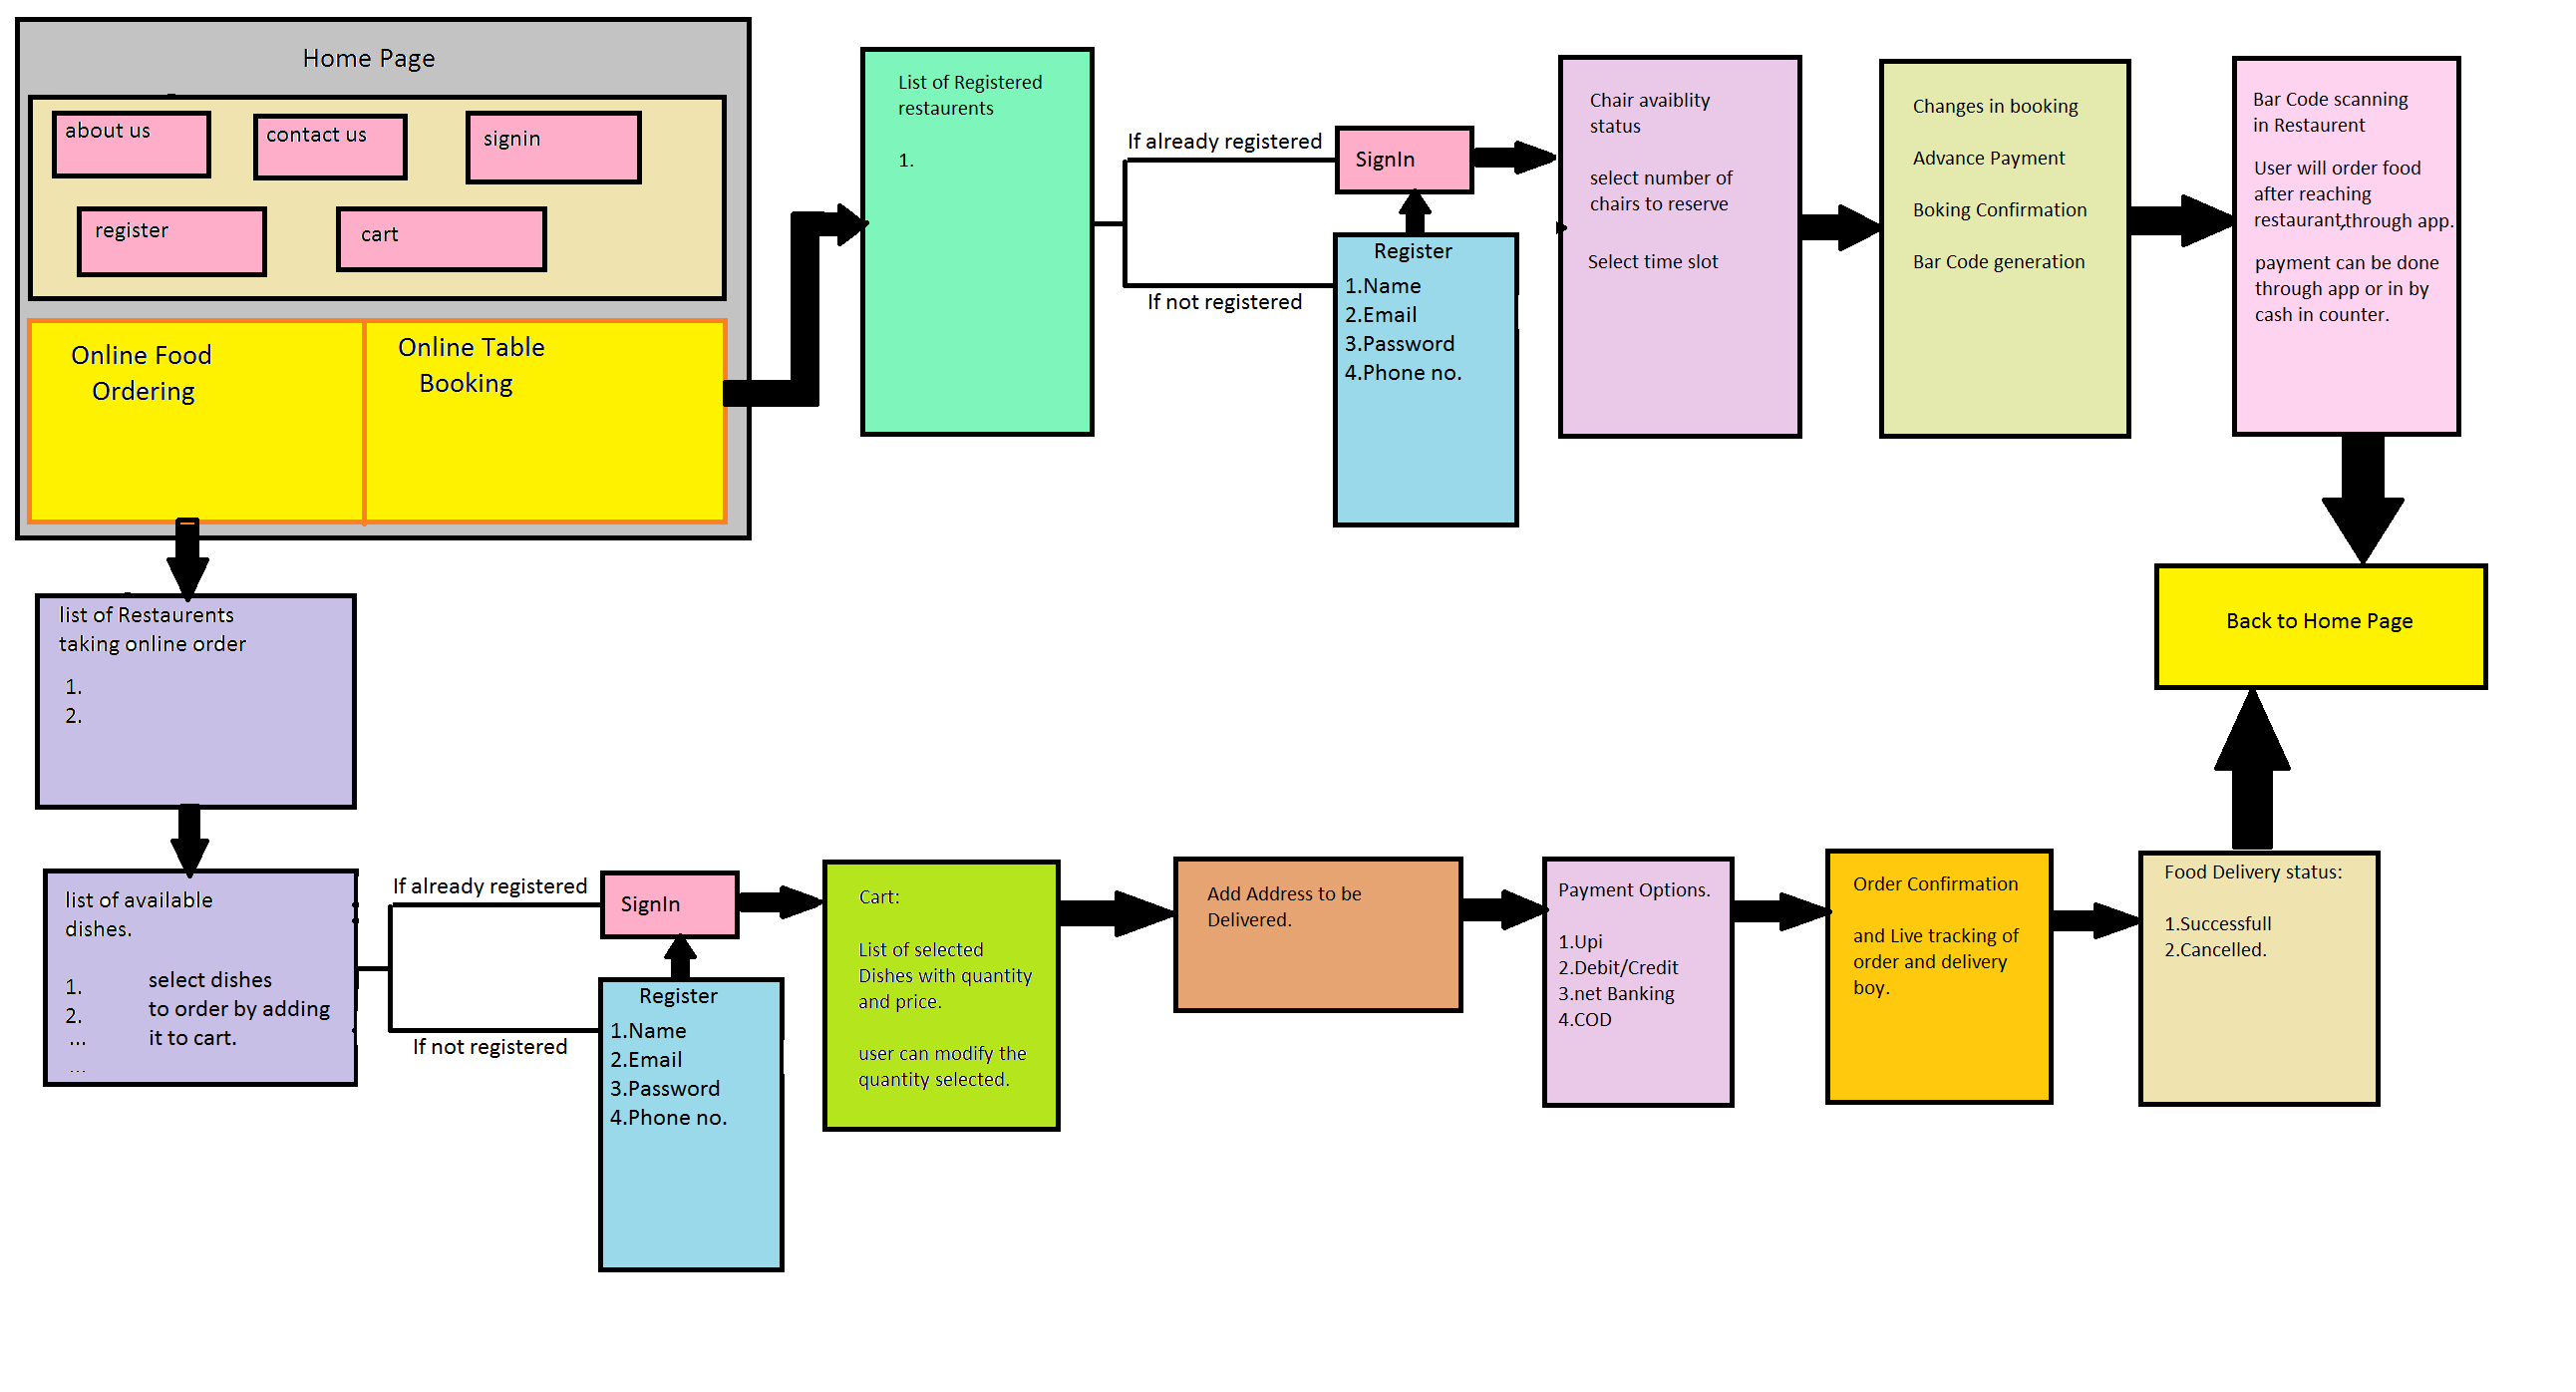 Home Page
about us
contact us
signin
register
cart
Online Food
Ordering
Online Table
Booking
List of Registered
restaurents
1.
If already registered
If not registered
SignIn
Register
1.Name
2.Email
3.Password
4.Phone no.
Chair avaiblity
status
select number of
chairs to reserve
Select time slot
Changes in booking
Advance Payment
Boking Confirmation
Bar Code generation
Bar Code scanning
in Restaurent
User will order food
after reaching
restaurant,through app.
payment can be done
through app or in by
cash in counter.
Back to Home Page
list of Restaurents
taking online order
1.
2.
list of available
dishes.
1.
2.
...
...
select dishes
to order by adding
it to cart.
If already registered
If not registered
SignIn
Register
1.Name
2.Email
3.Password
4.Phone no.
Cart:
List of selected
Dishes with quantity
and price.
user can modify the
quantity selected.
Add Address to be
Delivered.
Payment Options.
1.Upi
2.Debit/Credit
3.net Banking
4.COD
Order Confirmation
and Live tracking of
order and delivery
boy.
Food Delivery status:
1.Successfull
2.Cancelled.